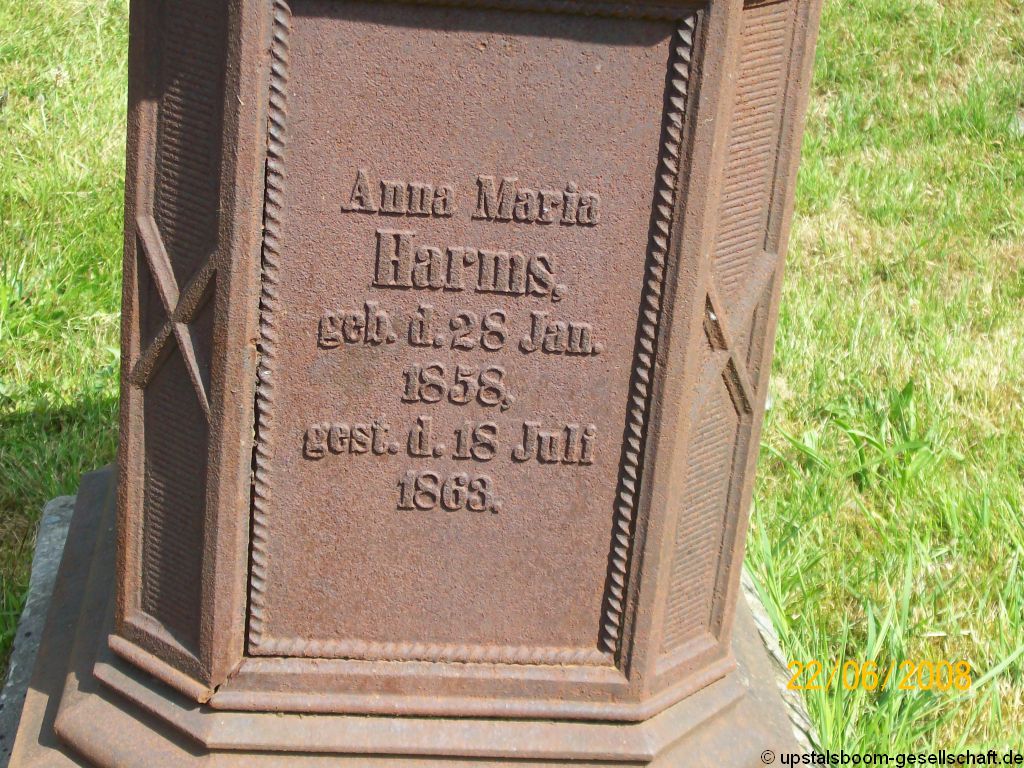 Anna Maria
Harms,
geb. d. 28 Jan.
1858,
gest. d. 18 Juli
1863.
22/06/2008
© upstalsboom-gesellschaft.de